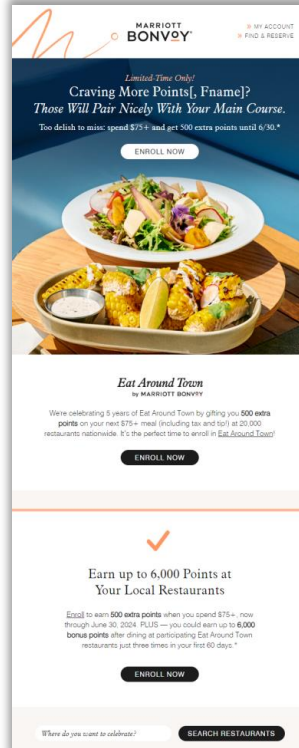 MARRIOTT
BONVOY
MY ACCOUNT
FIND & RESERVE
Limited-Time Only!
Craving More Points[, Fname]?
Those Will Pair Nicely With Your Main Course.
Too delish to miss: spend $75+ and get 500 extra points until 6/30.*
ENROLL NOW
Eat Around Town
by MARRIOTT BONVOY
We're celebrating 5 years of Eat Around Town by gifting you 500 extra
points on your next $75+ meal (including tax and tip!) at 20,000
restaurants nationwide. It's the perfect time to enroll in Eat Around Town!
ENROLL NOW
Earn up to 6,000 Points at
Your Local Restaurants
Enroll to earn 500 extra points when you spend $75+, now
through June 30, 2024. PLUS — you could earn up to 6,000
bonus points after dining at participating Eat Around Town
restaurants just three times in your first 60 days.*
ENROLL NOW
Where do you want to celebrate?
SEARCH RESTAURANTS